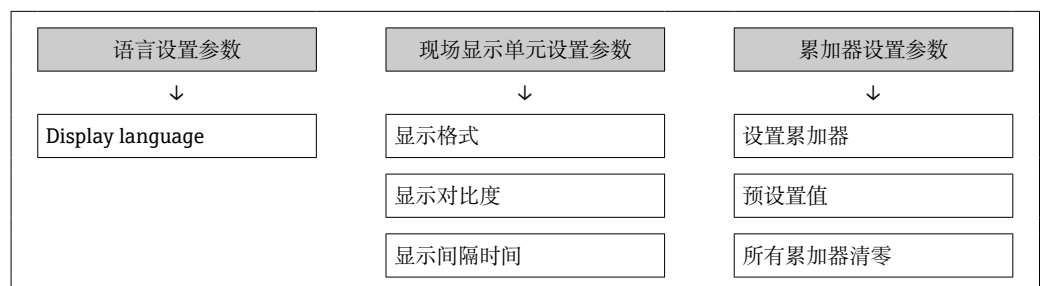 语言设置参数
现场显示单元设置参数
累加器设置参数
Display language
显示格式
设置累加器
显示对比度
预设置值
显示间隔时间
所有累加器清零